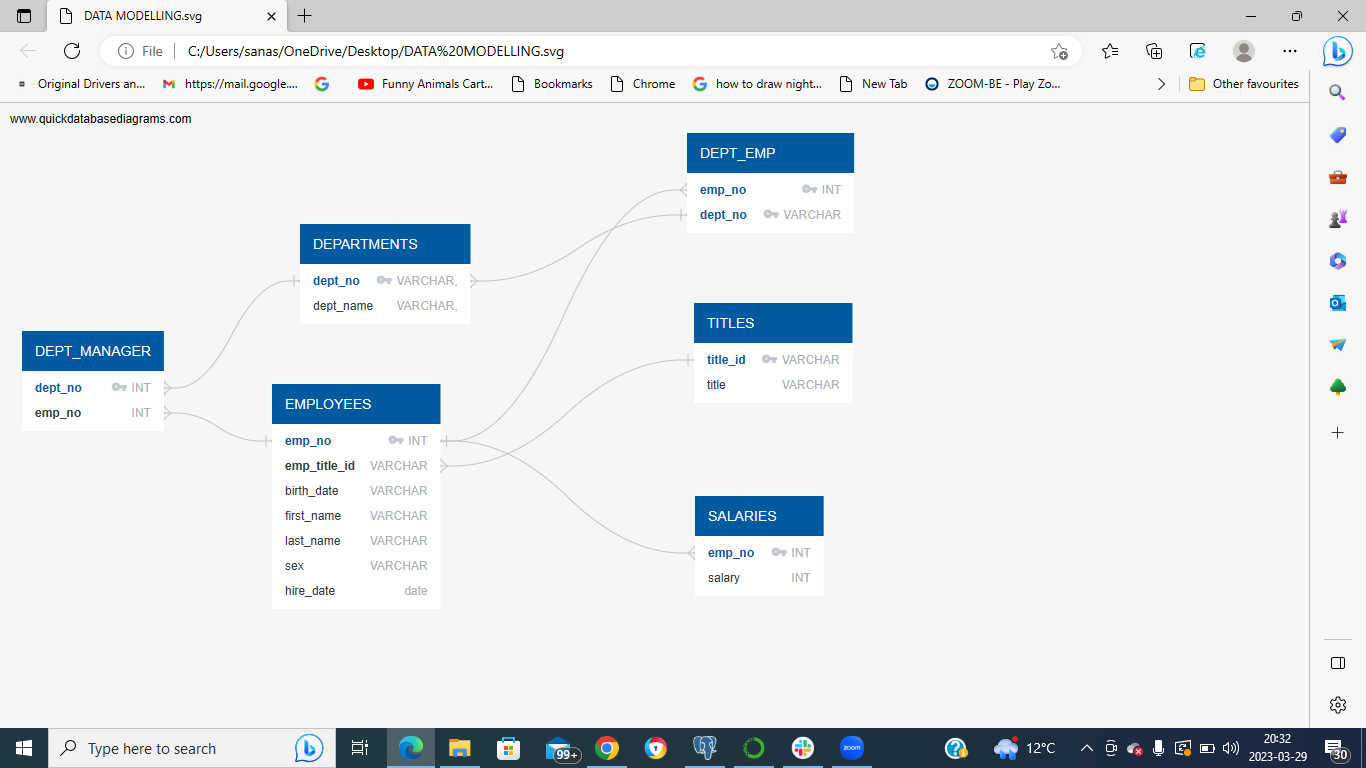 DATA MODELLING.svg
File
C:/Users/sanas/OneDrive/Desktop/DATA%20MODELLING.svg
Original Drivers an...
https://mail.google....
Funny Animals Cart...
Bookmarks
Chrome
how to draw night...
New Tab
ZOOM-BE - Play Zo...
Other favourites
www.quickdatabasediagrams.com
DEPT_EMP
emp_no INT
dept_no VARCHAR
DEPARTMENTS
dept_no VARCHAR,
dept_name VARCHAR,
DEPT_MANAGER
dept_no INT
emp_no INT
TITLES
title_id VARCHAR
title VARCHAR
EMPLOYEES
emp_no INT
emp_title_id VARCHAR
birth_date VARCHAR
first_name VARCHAR
last_name VARCHAR
sex VARCHAR
hire_date date
SALARIES
emp_no INT
salary INT
Type here to search
99+
zoom
12°C
20:32
2023-03-29
30